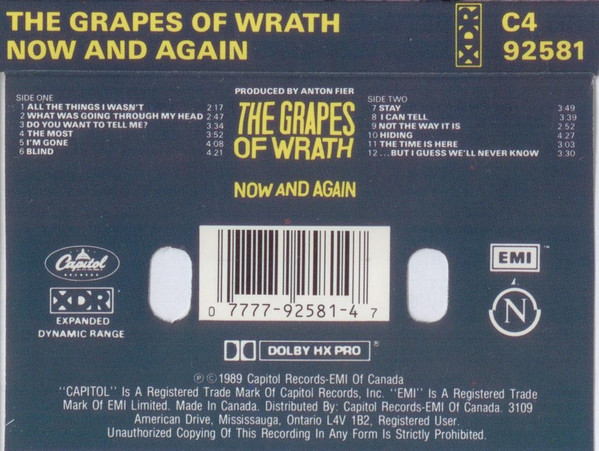 THE GRAPES OF WRATH
NOW AND AGAIN
XDR
C4
92581
PRODUCED BY ANTON FIER
THE GRAPES
OF WRATH
NOW AND AGAIN
SIDE ONE
1 ALL THE THINGS I WASN'T 2:17
2 WHAT WAS GOING THROUGH MY HEAD 2:47
3 DO YOU WANT TO TELL ME? 3:34
4 THE MOST 3:52
5 I'M GONE 4:08
6 BLIND 4:21
SIDE TWO
7 STAY 3:49
8 I CAN TELL 3:39
9 NOT THE WAY IT IS 2:52
10 HIDING 4:27
11 THE TIME IS HERE 3:03
12 ...BUT I GUESS WE'LL NEVER KNOW 3:30
Capitol
RECORDS
XDR
EXPANDED
DYNAMIC RANGE
0 7777-92581-4 7
EMI ™
N
DOLBY HX PRO ®
℗ © 1989 Capitol Records-EMI Of Canada
"CAPITOL" Is A Registered Trade Mark Of Capitol Records, Inc. "EMI" Is A Registered Trade
Mark Of EMI Limited. Made In Canada. Distributed By: Capitol Records-EMI Of Canada. 3109
American Drive, Mississauga, Ontario L4V 1B2, Registered User.
Unauthorized Copying Of This Recording In Any Form Is Strictly Prohibited.